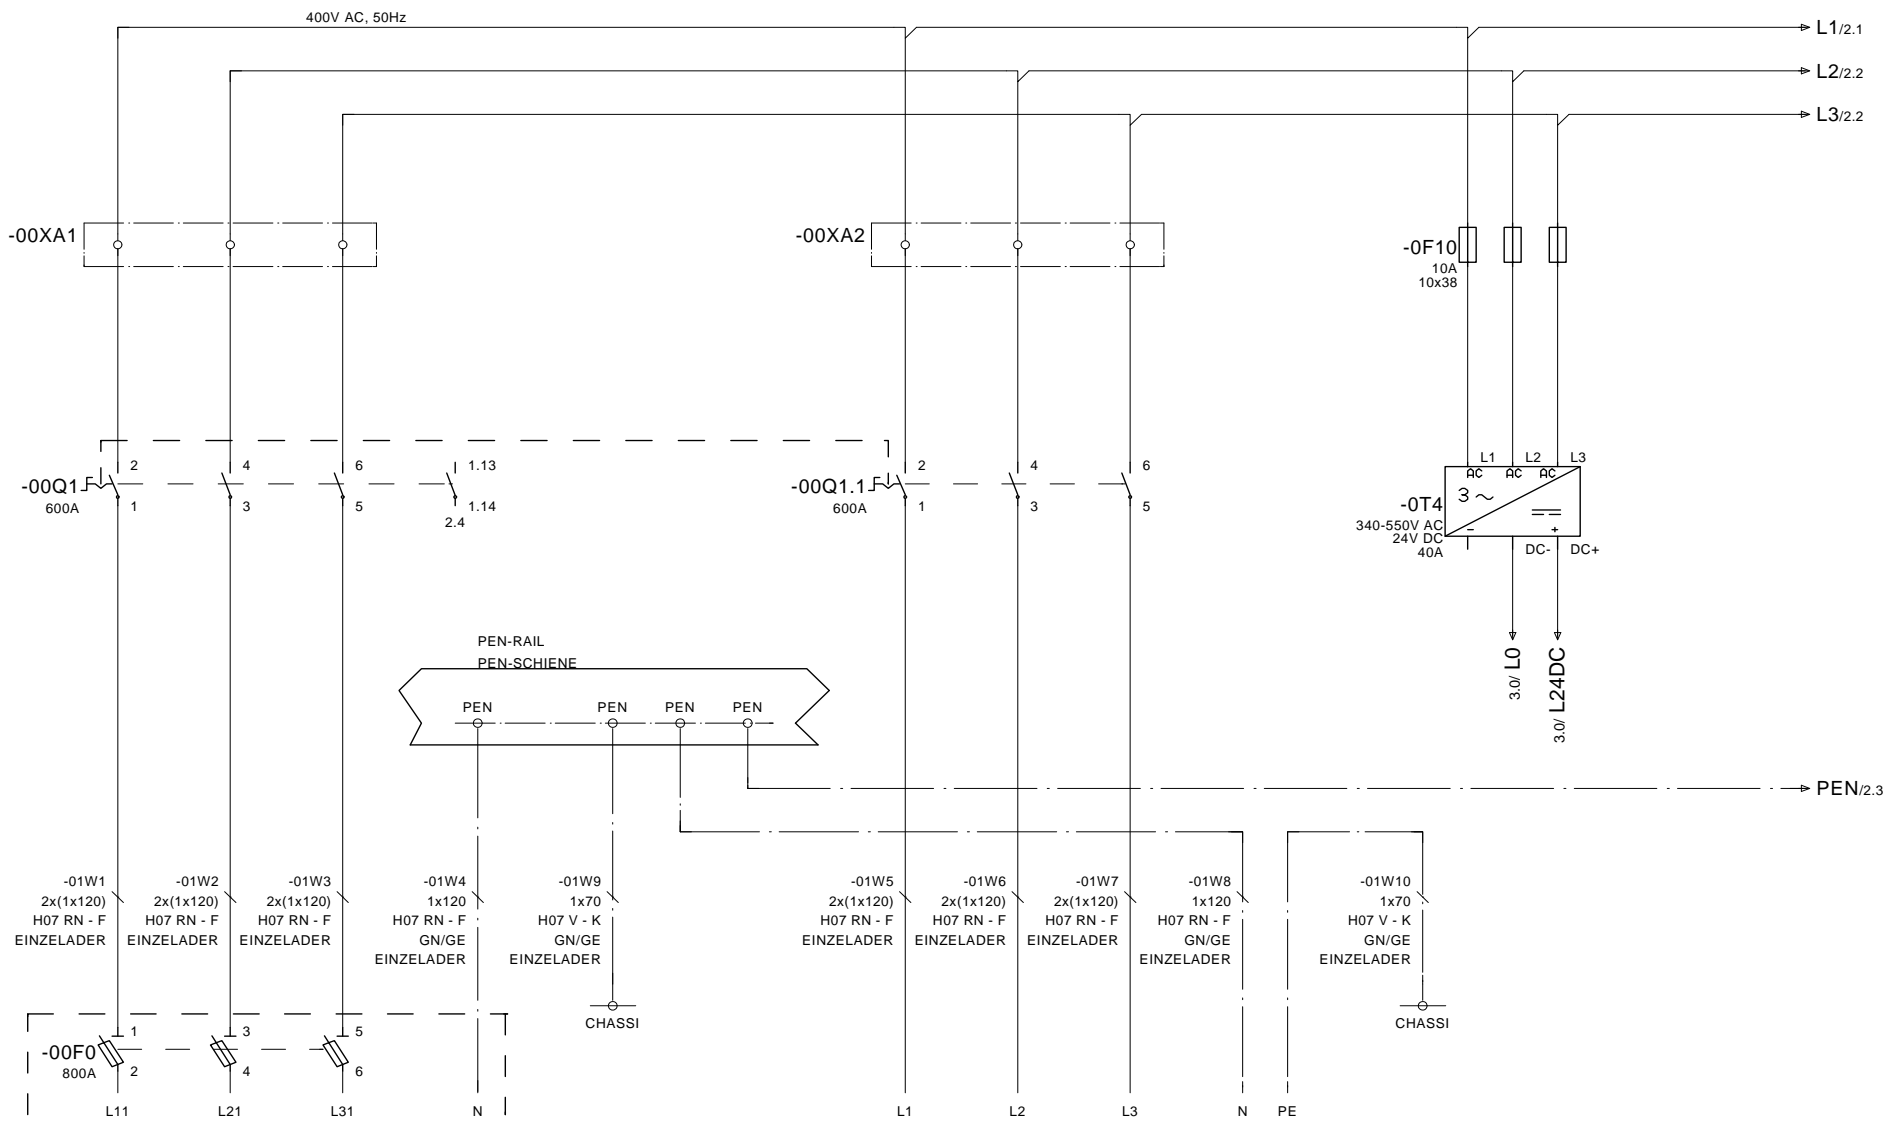 400V AC, 50Hz
L1/2.1
L2/2.2
L3/2.2
-00XA1
-00XA2
-0F10
10A
10x38
2
4
6
1.13
-00Q1
600A
1
3
5
1.14
2.4
2
4
6
-00Q1.1
600A
1
3
5
L1
L2
L3
AC
AC
AC
3 ~
-0T4
340-550V AC
24V DC
40A
-
+
DC-
DC+
3.0/ L0
3.0/ L24DC
PEN-RAIL
PEN-SCHIENE
PEN
PEN
PEN
PEN
PEN/2.3
-01W1
2x(1x120)
H07 RN - F
EINZELADER
-01W2
2x(1x120)
H07 RN - F
EINZELADER
-01W3
2x(1x120)
H07 RN - F
EINZELADER
-01W4
1x120
H07 RN - F
GN/GE
EINZELADER
-01W9
1x70
H07 V - K
GN/GE
EINZELADER
-01W5
2x(1x120)
H07 RN - F
EINZELADER
-01W6
2x(1x120)
H07 RN - F
EINZELADER
-01W7
2x(1x120)
H07 RN - F
EINZELADER
-01W8
1x120
H07 RN - F
GN/GE
EINZELADER
-01W10
1x70
H07 V - K
GN/GE
EINZELADER
CHASSI
CHASSI
1
3
5
-00F0
800A
2
4
6
L11
L21
L31
N
L1
L2
L3
N
PE